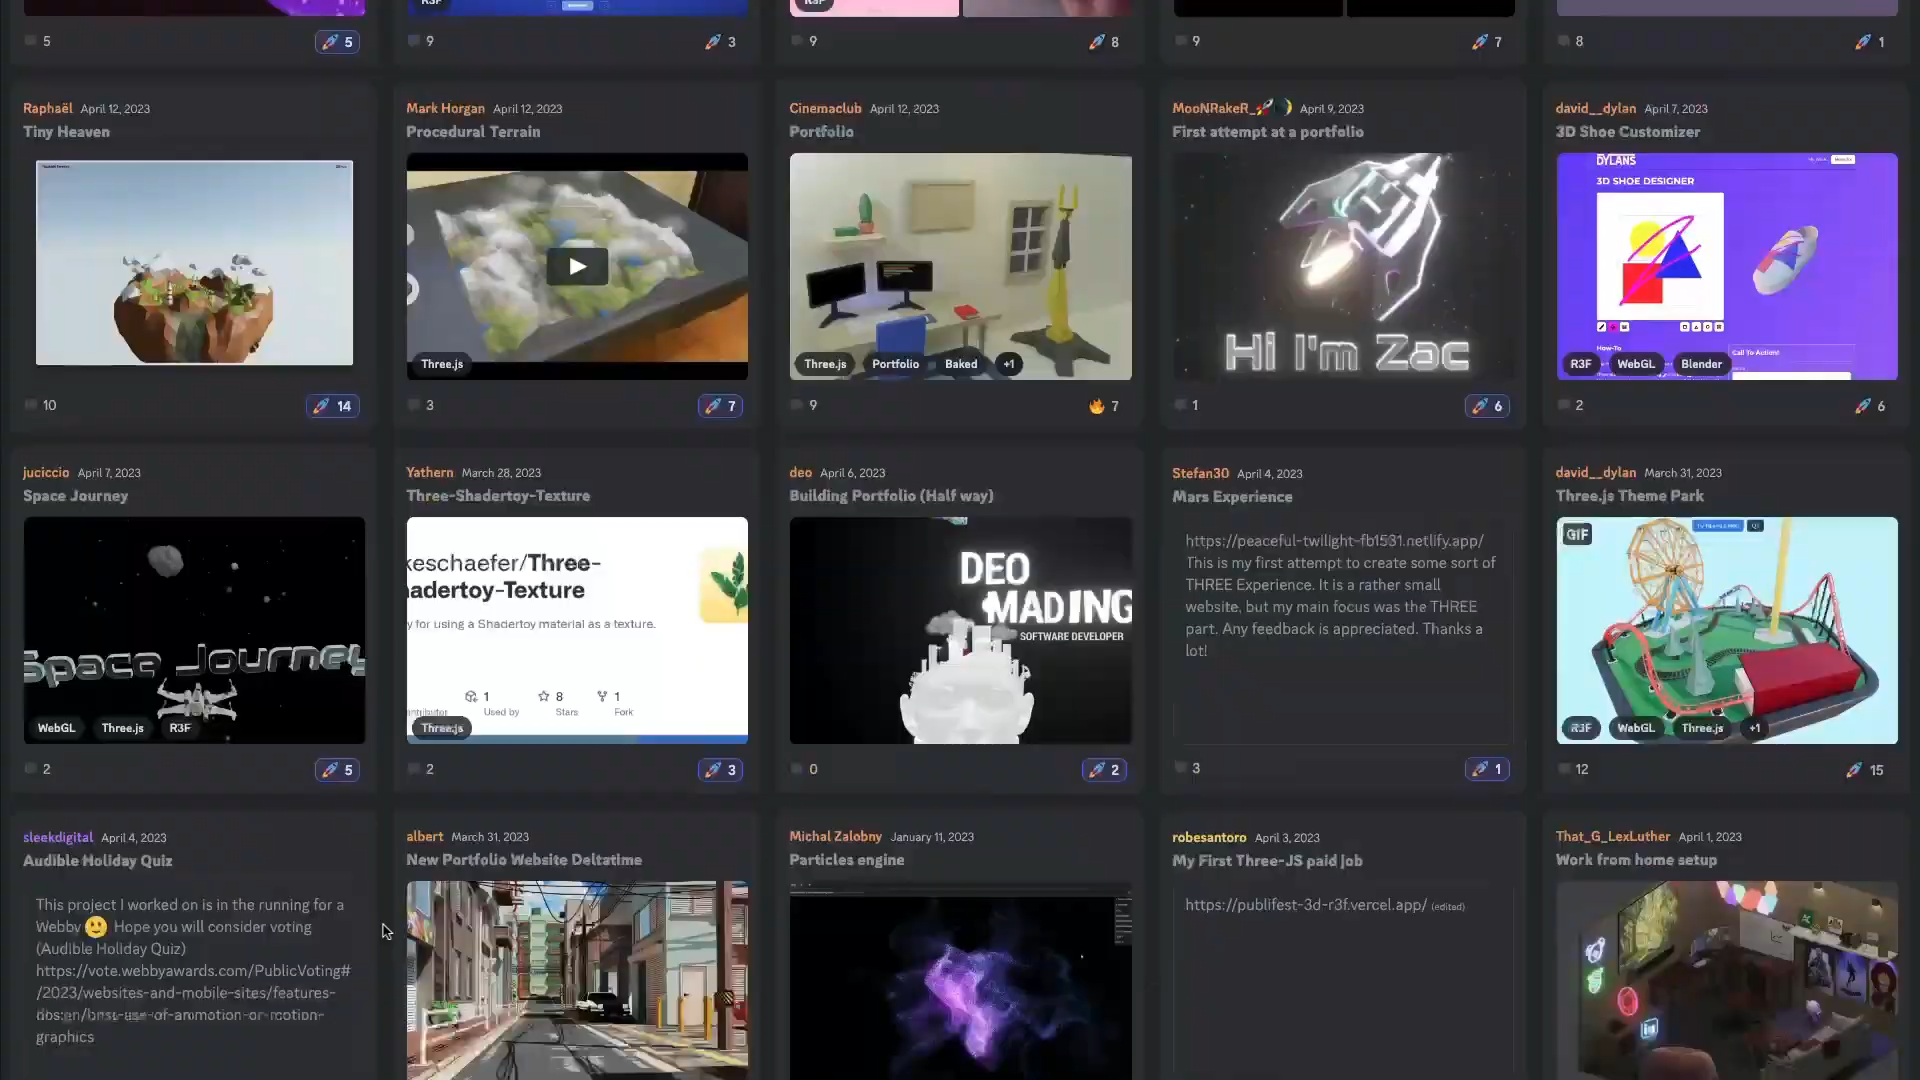 R3F
R3F
5
5
9
3
9
8
9
7
8
1
Raphaël April 12, 2023
Tiny Heaven
10
14
Mark Horgan April 12, 2023
Procedural Terrain
Three.js
3
7
Cinemaclub April 12, 2023
Portfolio
Three.js Portfolio Baked +1
9
7
MooNRakeR_🚀🌒 April 9, 2023
First attempt at a portfolio
Hi I'm Zac
1
6
david__dylan April 7, 2023
3D Shoe Customizer
DYLANS
3D SHOE DESIGNER
How-To
Call To Action!
R3F WebGL Blender
2
6
juciccio April 7, 2023
Space Journey
Space Journey
WebGL Three.js R3F
2
5
Yathern March 28, 2023
Three-Shadertoy-Texture
keschaefer/Three-
adertoy-Texture
y for using a Shadertoy material as a texture.
1 8 1
Used by Stars Fork
Three.js
2
3
deo April 6, 2023
Building Portfolio (Half way)
DEO
MADING
SOFTWARE DEVELOPER
0
2
Stefan30 April 4, 2023
Mars Experience
https://peaceful-twilight-fb1531.netlify.app/
This is my first attempt to create some sort of
THREE Experience. It is a rather small
website, but my main focus was the THREE
part. Any feedback is appreciated. Thanks a
lot!
3
1
david__dylan March 31, 2023
Three.js Theme Park
GIF
R3F WebGL Three.js +1
12
15
sleekdigital April 4, 2023
Audible Holiday Quiz
This project I worked on is in the running for a
Webby 🙂 Hope you will consider voting
(Audible Holiday Quiz)
https://vote.webbyawards.com/PublicVoting#
/2023/websites-and-mobile-sites/features-
graphics
albert March 31, 2023
New Portfolio Website Deltatime
Michal Zalobny January 11, 2023
Particles engine
robesantoro April 3, 2023
My First Three-JS paid job
https://publifest-3d-r3f.vercel.app/ (edited)
That_G_LexLuther April 1, 2023
Work from home setup